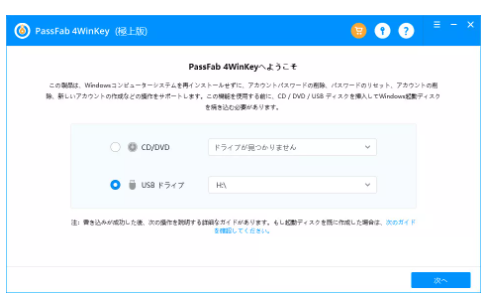 PassFab 4WinKey (極上版)
PassFab 4WinKeyへようこそ
この製品は、Windowsコンピューターシステムを再インストールせずに、アカウントパスワードの削除、パスワードのリセット、アカウントの削
除、新しいアカウントの作成などの操作をサポートします。この機能を使用する前に、CD / DVD / USB ディスクを挿入してWindows起動ディスク
を焼き込む必要があります。
CD/DVD ドライブが見つかりません
USB ドライブ H:\
注: 書き込みが成功した後、次の操作を説明する詳細なガイドがあります。もし起動ディスクを既に作成した場合は、次のガイド
を確認してください。
次へ